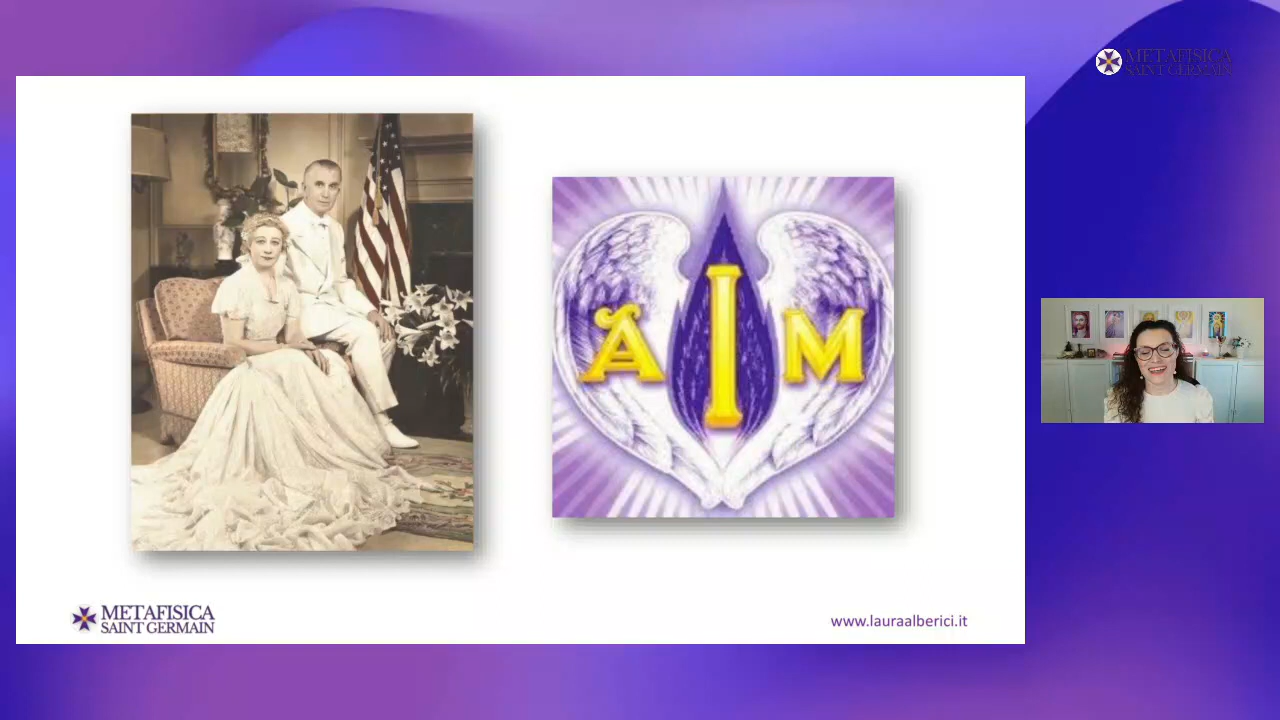 METAFISICA
SAINT GERMAIN
A I M
METAFISICA
SAINT GERMAIN
www.lauraalberici.it